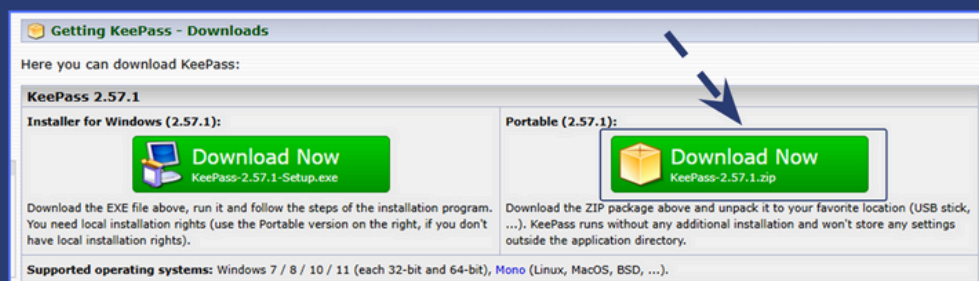 Getting KeePass - Downloads
Here you can download KeePass:
KeePass 2.57.1
Installer for Windows (2.57.1):
Download Now
KeePass-2.57.1-Setup.exe
Download the EXE file above, run it and follow the steps of the installation program.
You need local installation rights (use the Portable version on the right, if you don't
have local installation rights).
Portable (2.57.1):
Download Now
KeePass-2.57.1.zip
Download the ZIP package above and unpack it to your favorite location (USB stick,
...). KeePass runs without any additional installation and won't store any settings
outside the application directory.
Supported operating systems: Windows 7 / 8 / 10 / 11 (each 32-bit and 64-bit), Mono (Linux, MacOS, BSD, ...).